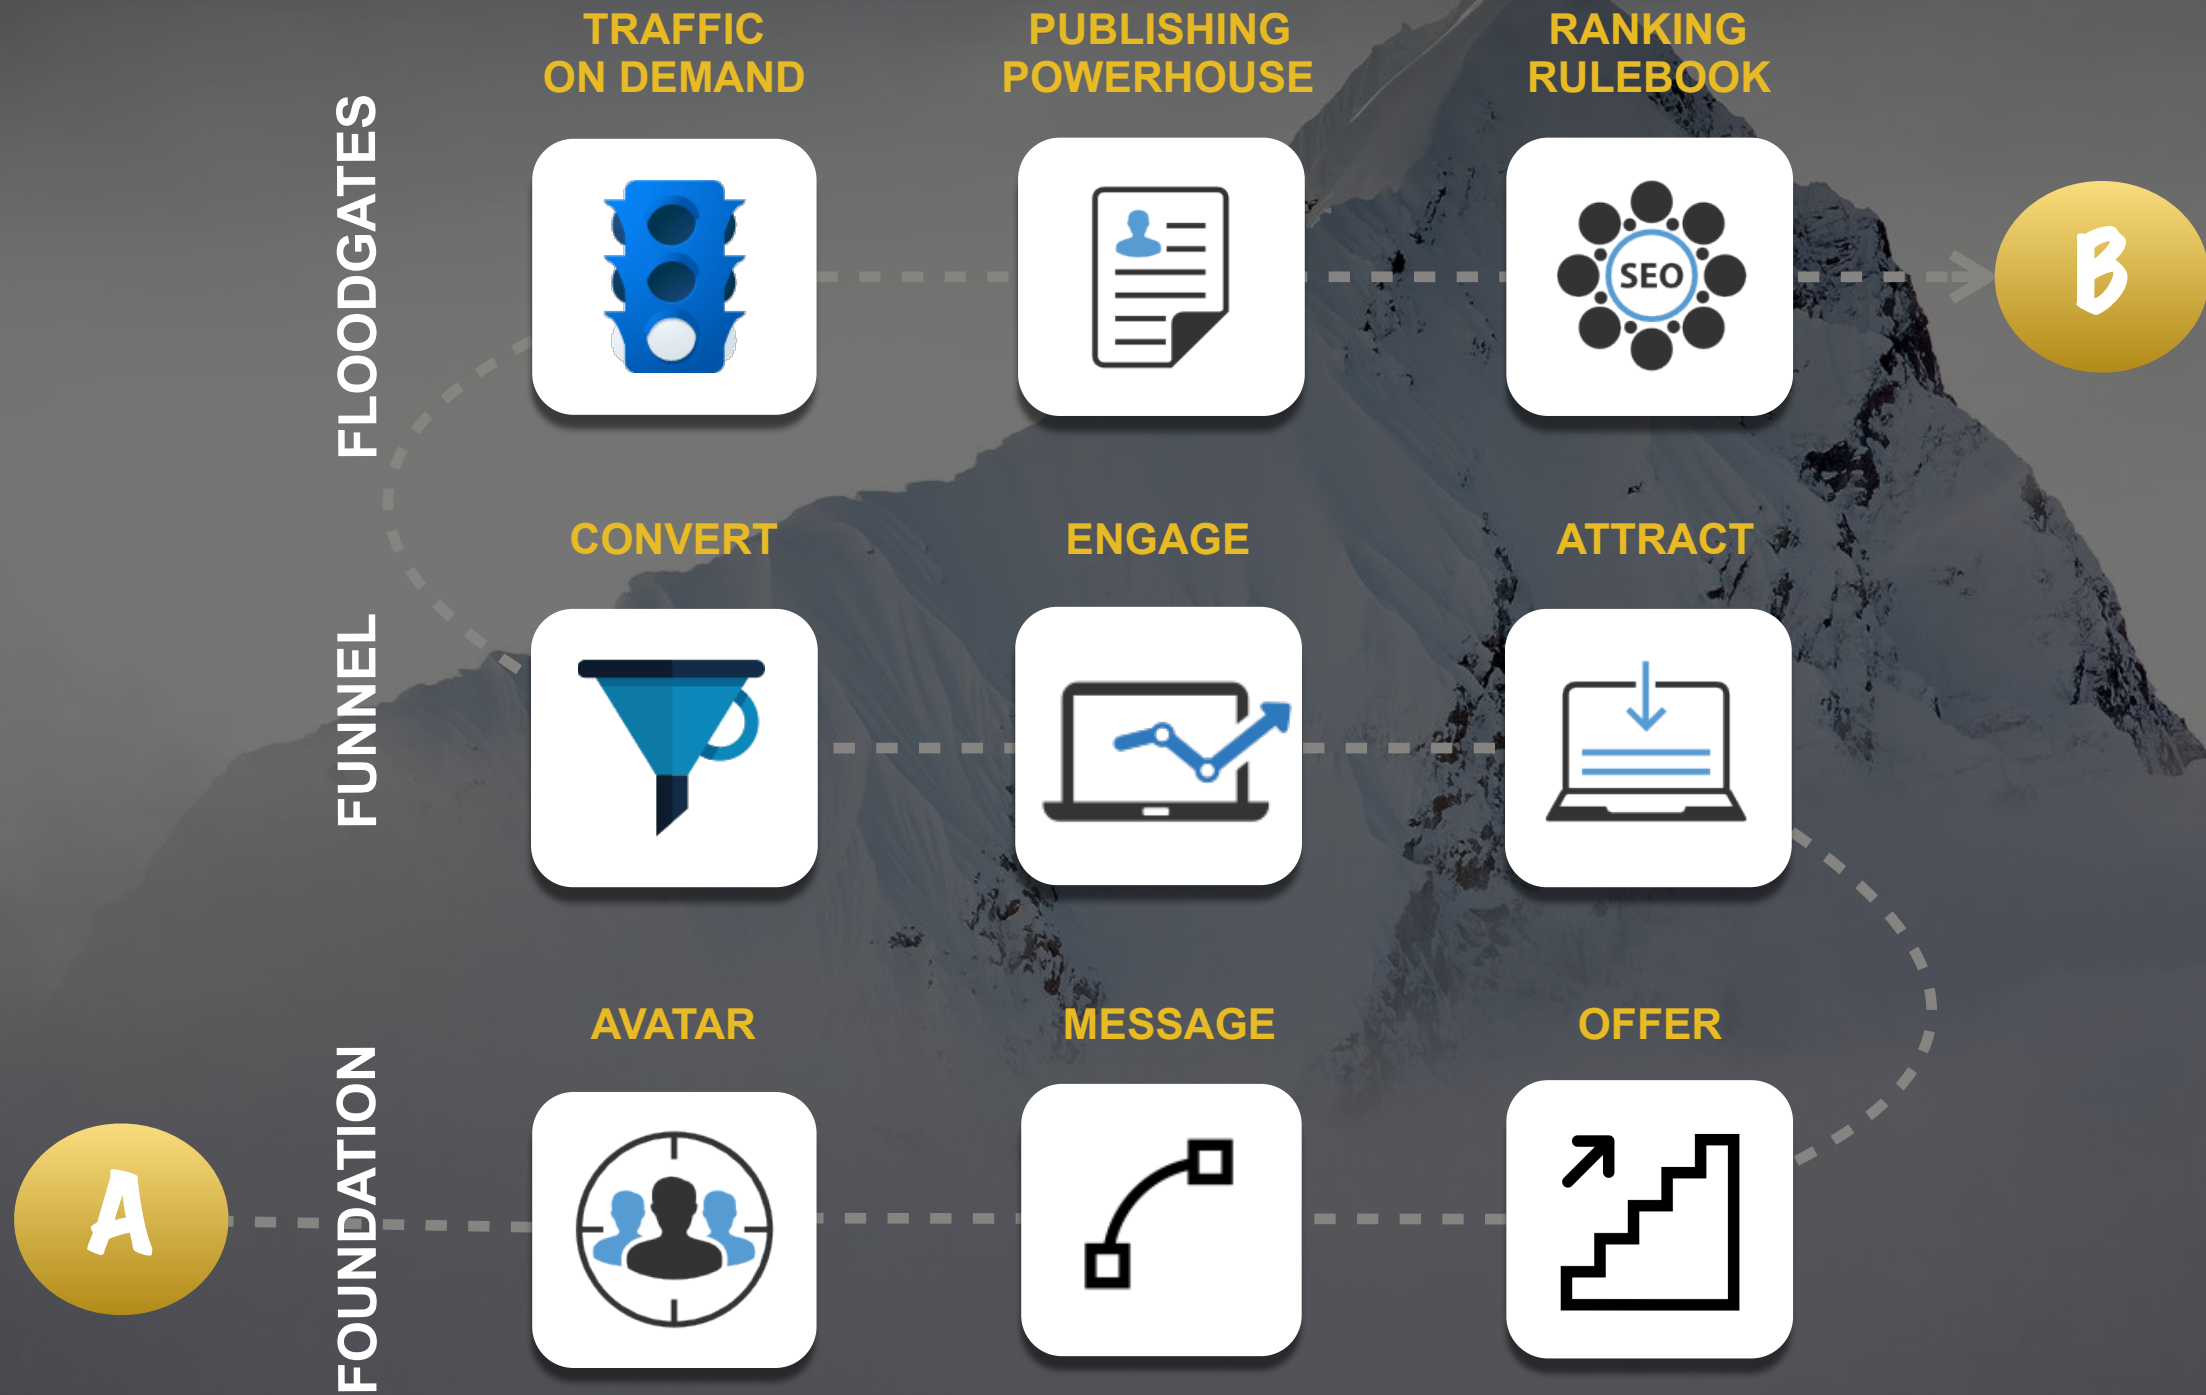 TRAFFIC
ON DEMAND
PUBLISHING
POWERHOUSE
RANKING
RULEBOOK
FLOODGATES
SEO
B
CONVERT
ENGAGE
ATTRACT
FUNNEL
AVATAR
MESSAGE
OFFER
FOUNDATION
A